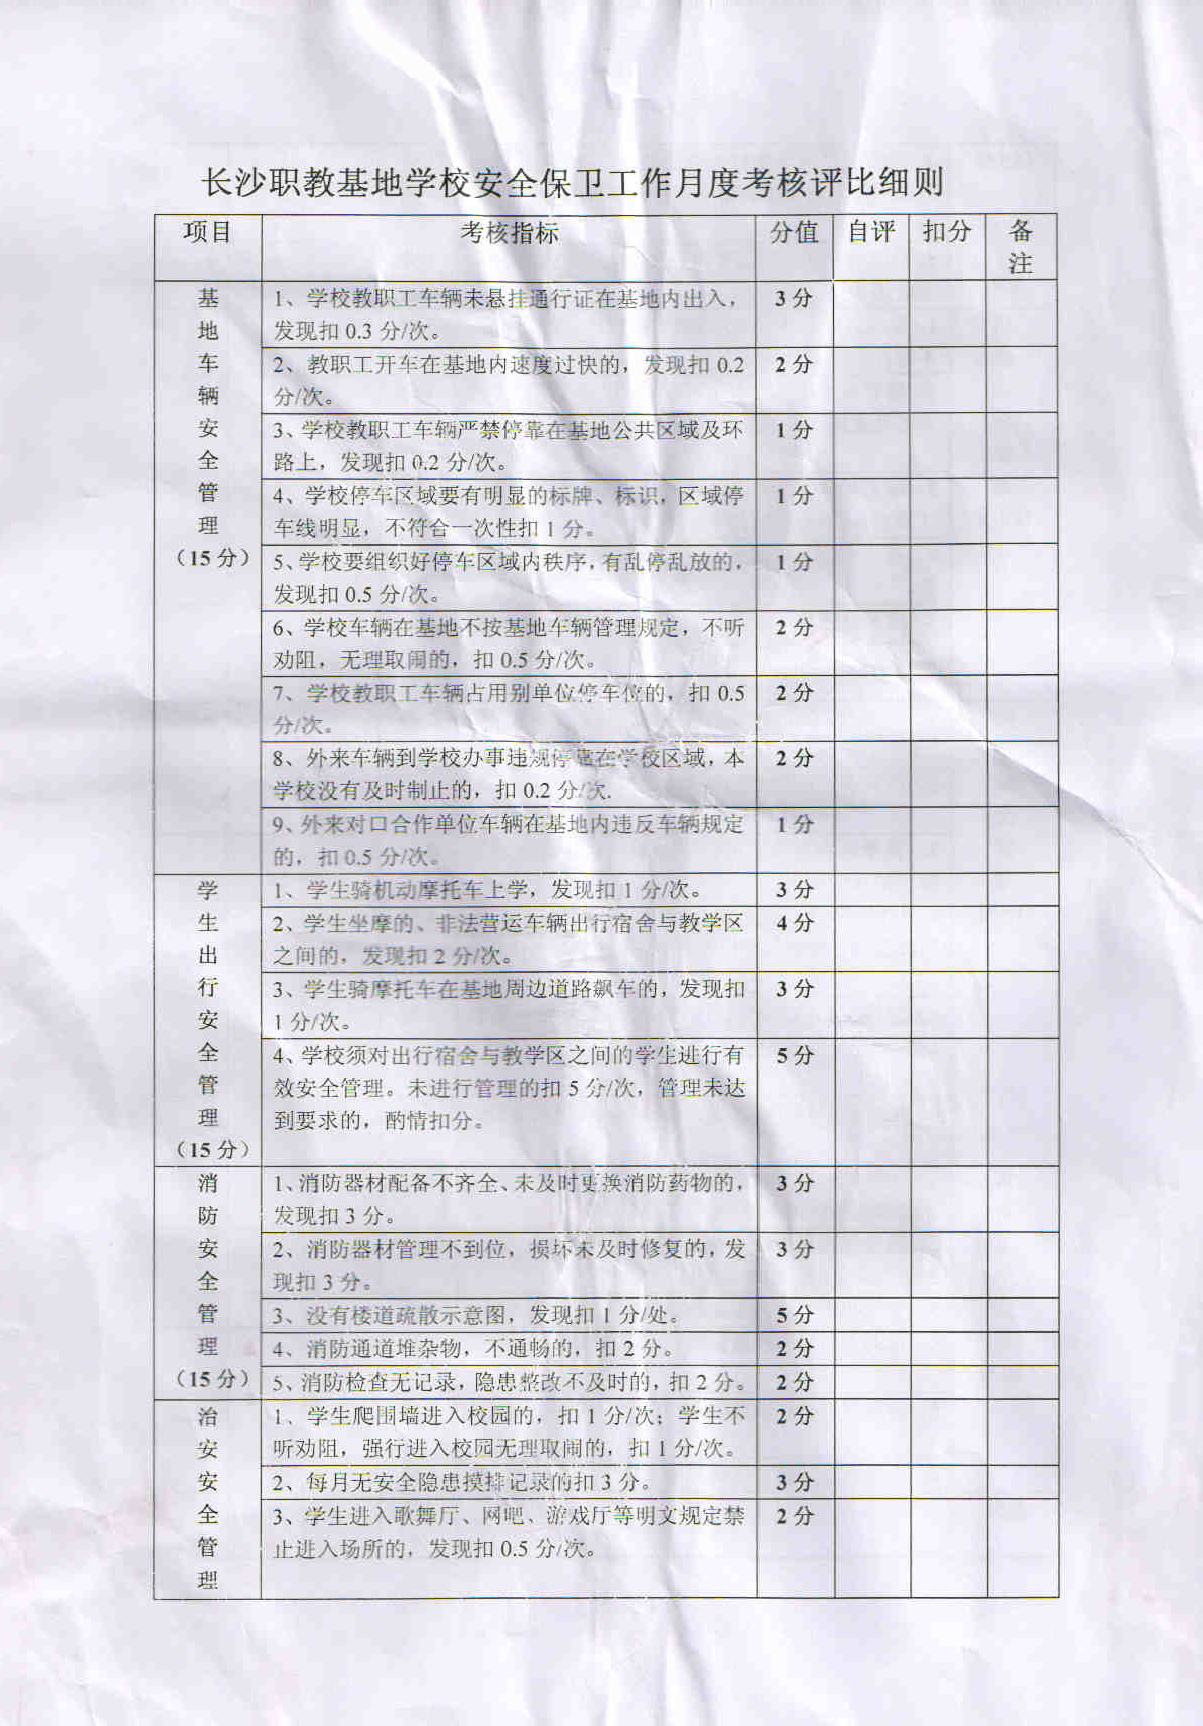 长沙职教基地学校安全保卫工作月度考核评比细则
项目 考核指标 分值 自评 扣分 备注
基地车辆安全管理（15分）
1、学校教职工车辆未悬挂通行证在基地内出入， 3分
发现扣 0.3 分/次。
2、教职工开车在基地内速度过快的，发现扣 0.2 2分
分/次。
3、学校教职工车辆严禁停靠在基地公共区域及环 1分
路上，发现扣 0.2 分/次。
4、学校停车区域要有明显的标牌、标识，区域停 1分
车线明显，不符合一次性扣 1 分。
5、学校要组织好停车区域内秩序，有乱停乱放的， 1分
发现扣 0.5 分/次。
6、学校车辆在基地不按基地车辆管理规定，不听 2分
劝阻，无理取闹的，扣 0.5 分/次。
7、学校教职工车辆占用别单位停车位的，扣 0.5 2分
分/次。
8、外来车辆到学校办事违规停靠在学校区域，本 2分
学校没有及时制止的，扣 0.2 分/次.
9、外来对口合作单位车辆在基地内违反车辆规定 1分
的，扣 0.5 分/次。
学生出行安全管理（15分）
1、学生骑机动摩托车上学，发现扣 1 分/次。 3分
2、学生坐摩的、非法营运车辆出行宿舍与教学区 4分
之间的，发现扣 2 分/次。
3、学生骑摩托车在基地周边道路飙车的，发现扣 3分
1 分/次。
4、学校须对出行宿舍与教学区之间的学生进行有 5分
效安全管理。未进行管理的扣 5 分/次，管理未达
到要求的，酌情扣分。
消防安全管理（15分）
1、消防器材配备不齐全、未及时更换消防药物的， 3分
发现扣 3 分。
2、消防器材管理不到位，损坏未及时修复的，发 3分
现扣 3 分。
3、没有楼道疏散示意图，发现扣 1 分/处。 5分
4、消防通道堆杂物，不通畅的，扣 2 分。 2分
5、消防检查无记录，隐患整改不及时的，扣 2 分。 2分
治安安全管理
1、学生爬围墙进入校园的，扣 1 分/次；学生不 2分
听劝阻，强行进入校园无理取闹的，扣 1 分/次。
2、每月无安全隐患摸排记录的扣 3 分。 3分
3、学生进入歌舞厅、网吧、游戏厅等明文规定禁 2分
止进入场所的，发现扣 0.5 分/次。